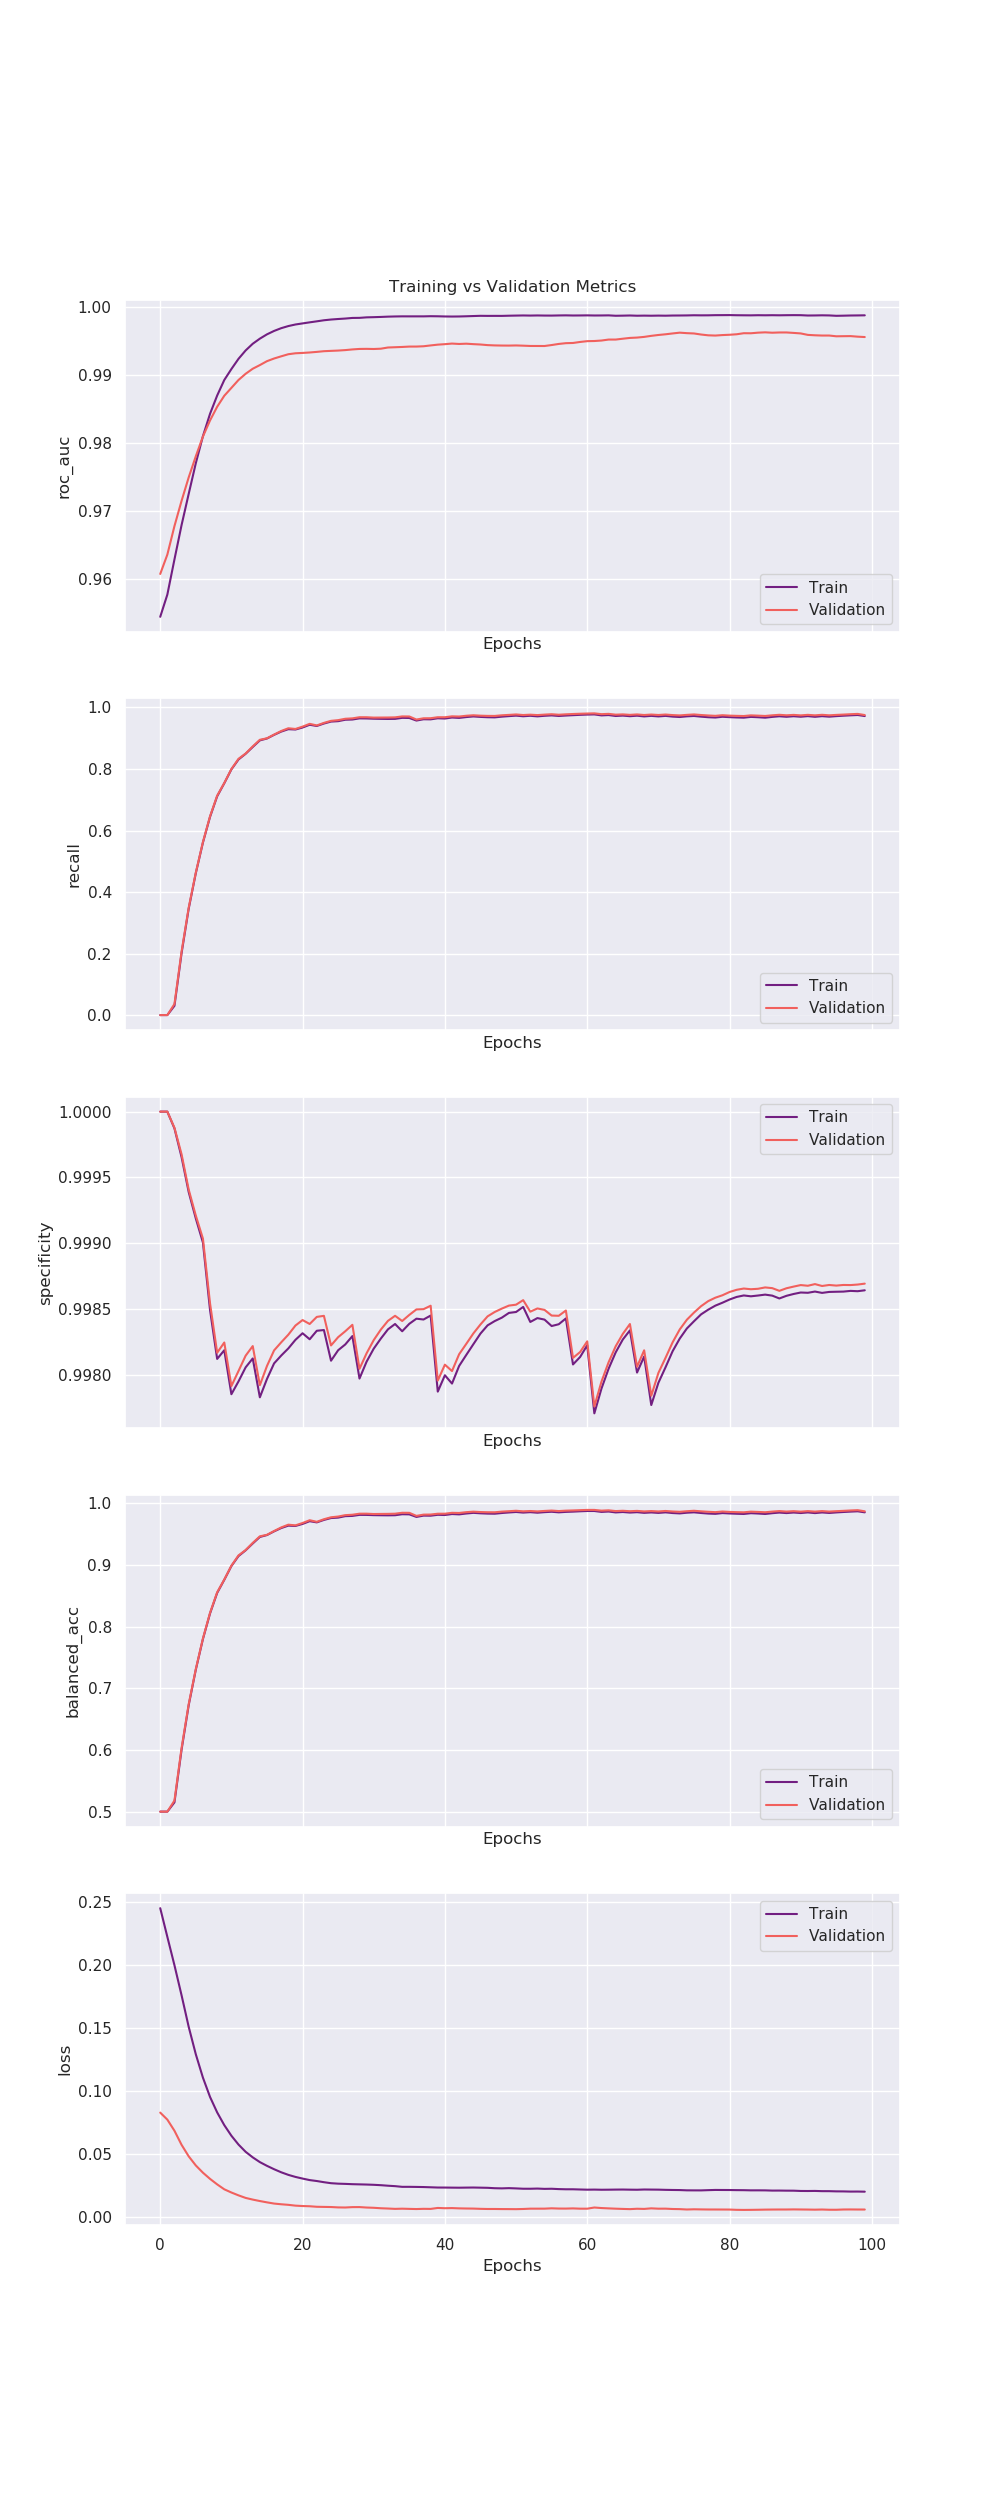 Training vs Validation Metrics
1.00
0.99
0.98
0.97
0.96
roc_auc
Train
Validation
Epochs
1.0
0.8
0.6
0.4
0.2
0.0
recall
Train
Validation
Epochs
1.0000
0.9995
0.9990
0.9985
0.9980
specificity
Train
Validation
Epochs
1.0
0.9
0.8
0.7
0.6
0.5
balanced_acc
Train
Validation
Epochs
0.25
0.20
0.15
0.10
0.05
0.00
loss
Train
Validation
0 20 40 60 80 100
Epochs